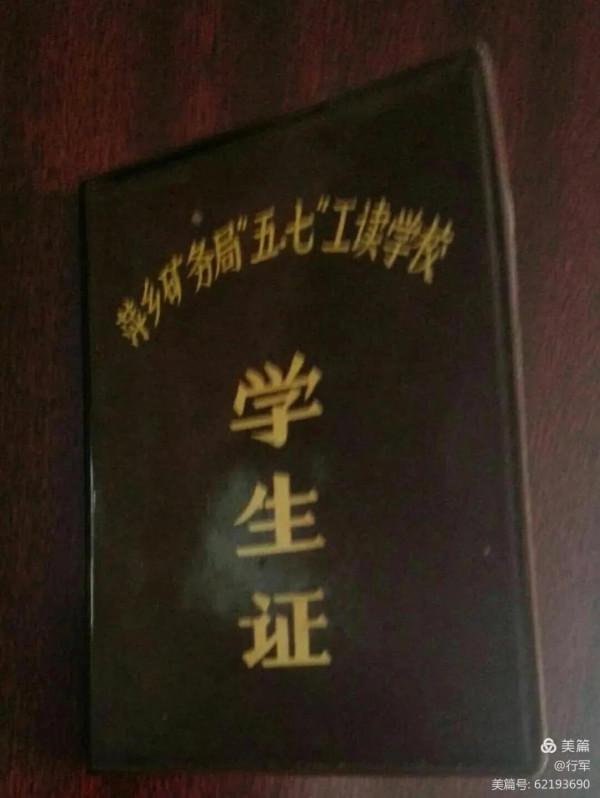 萍乡矿务局“五·七”工读学校
学
生
证
美篇
@行军
美篇号: 62193690